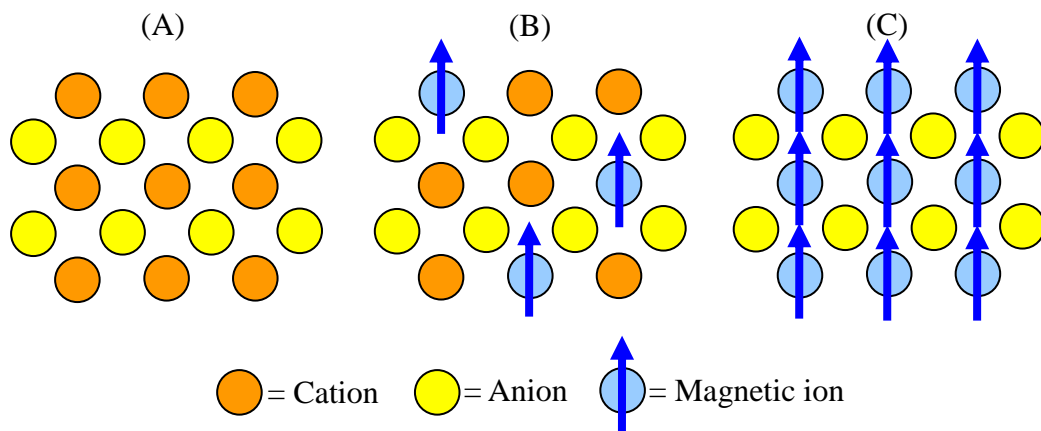 (A) (B) (C)
= Cation = Anion = Magnetic ion